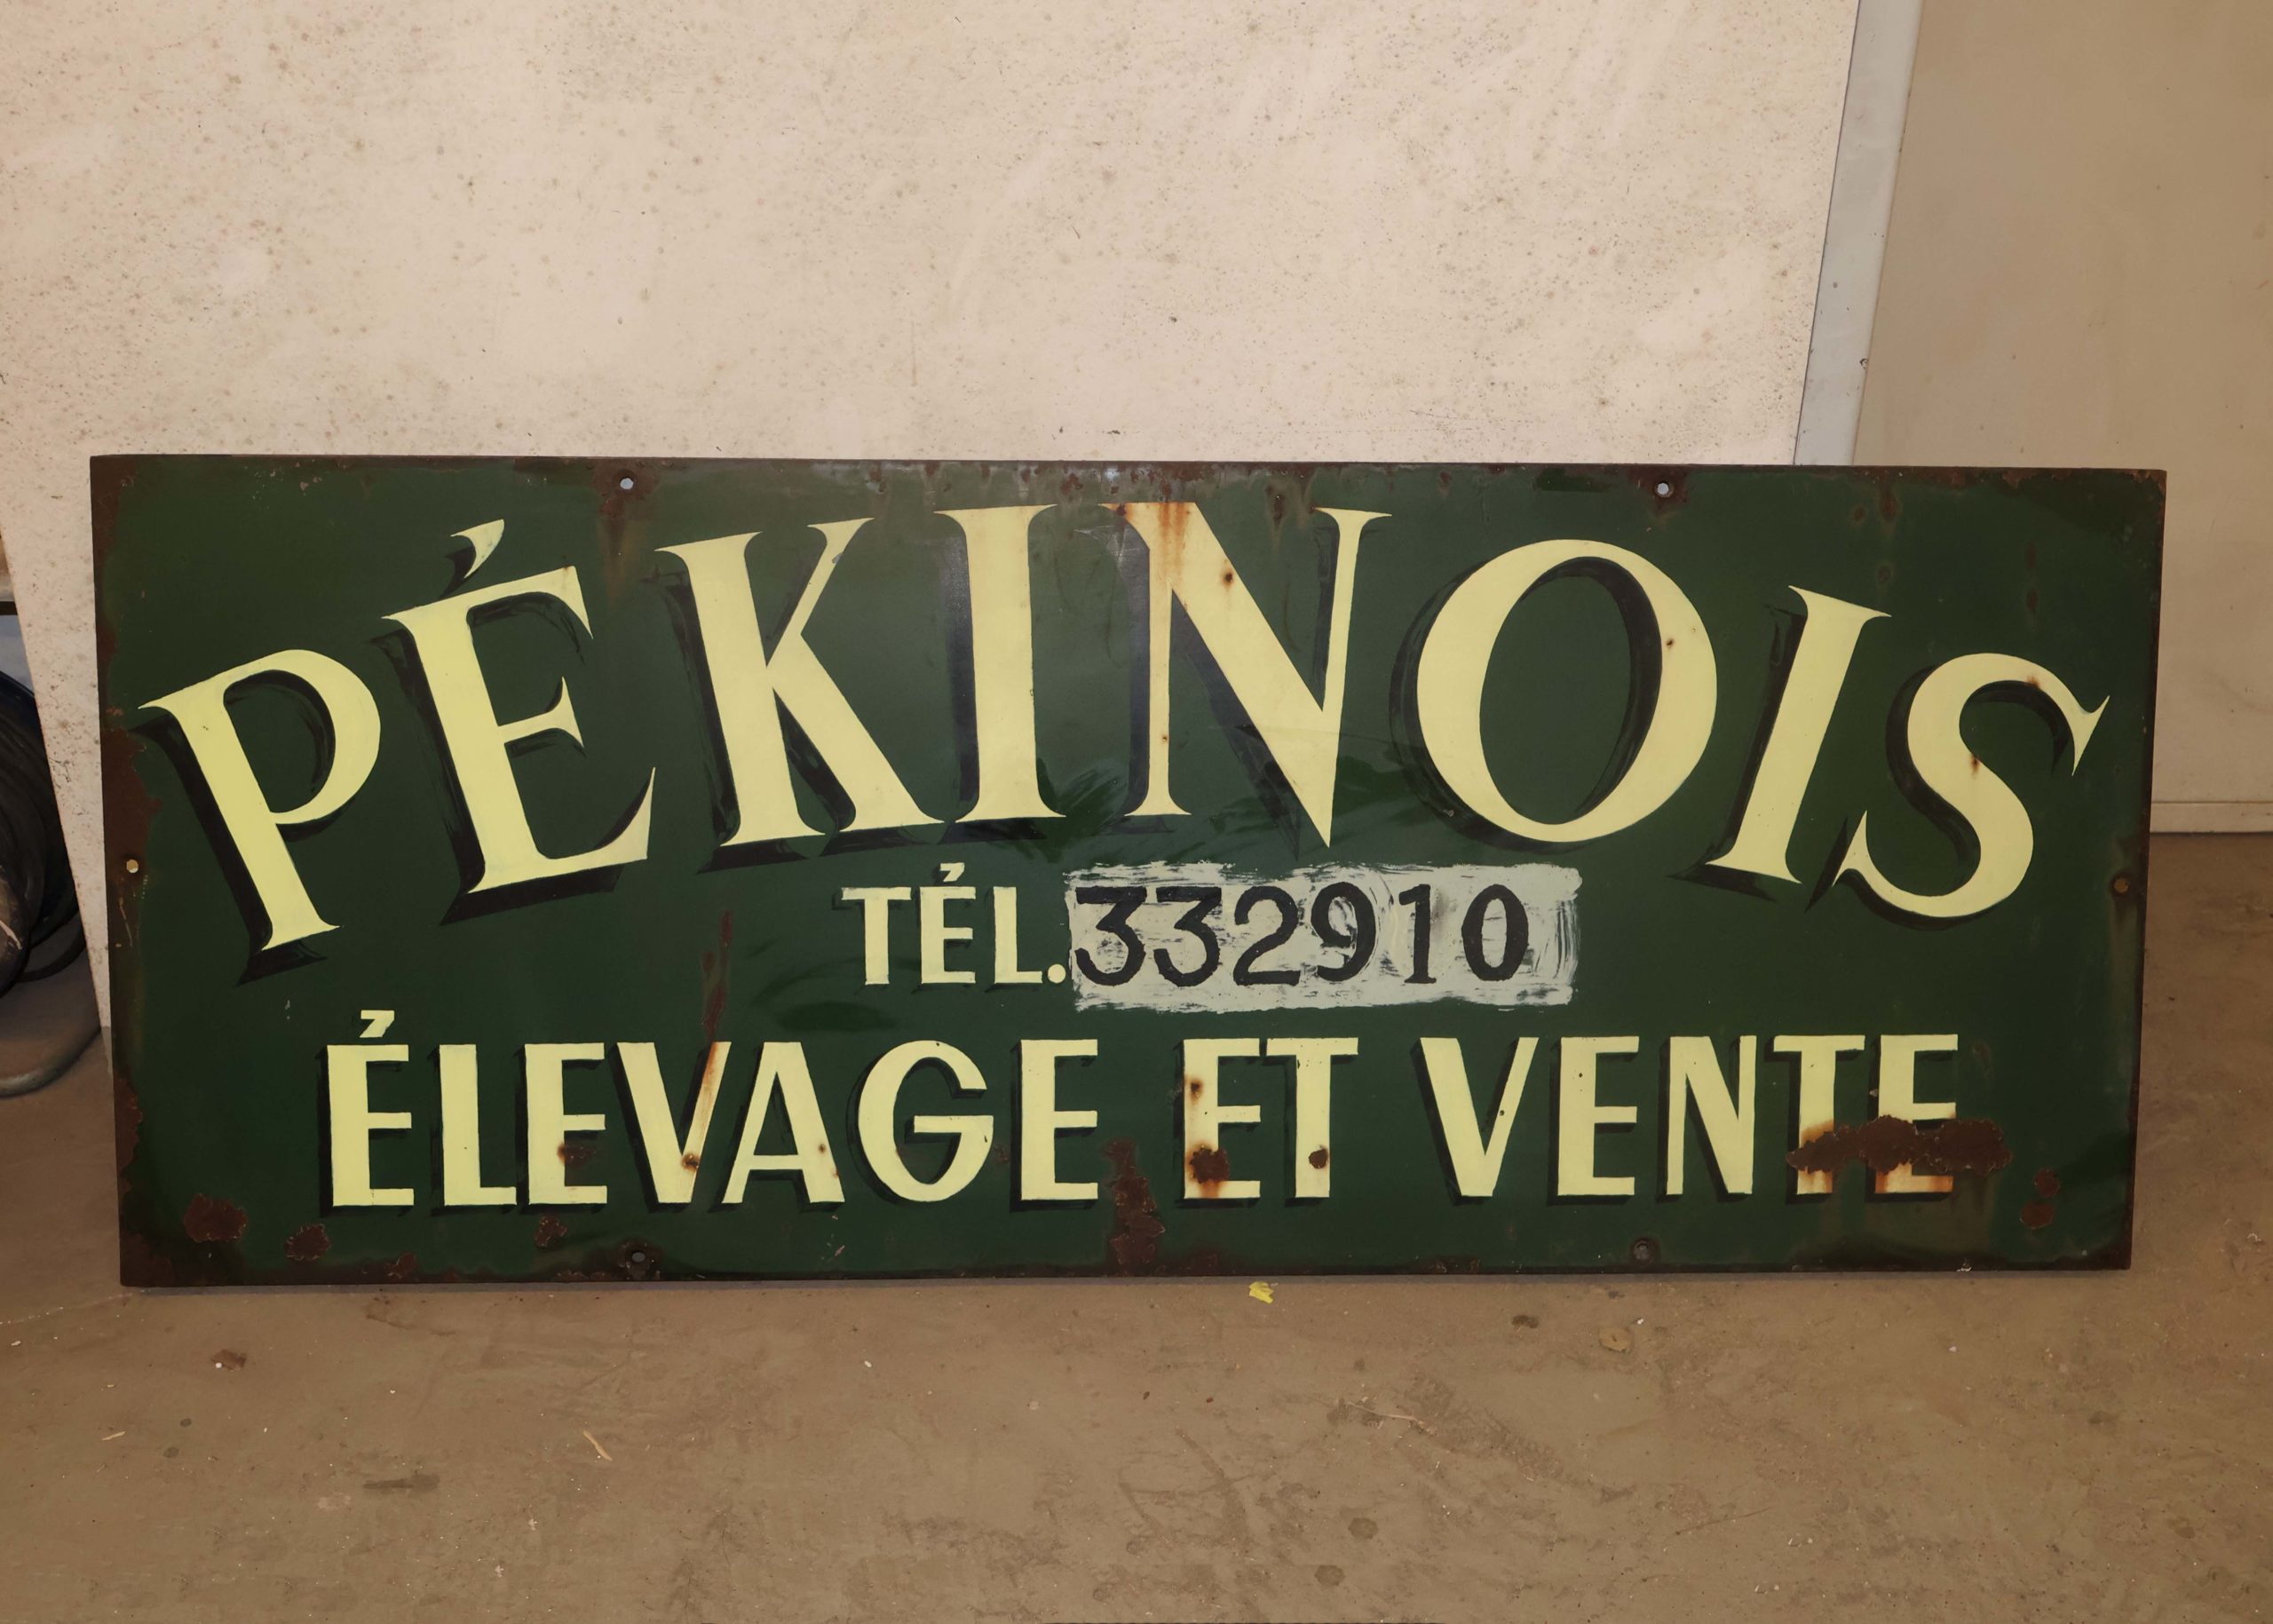 PÉKINOIS
TÉL. 332910
ÉLEVAGE ET VENTE